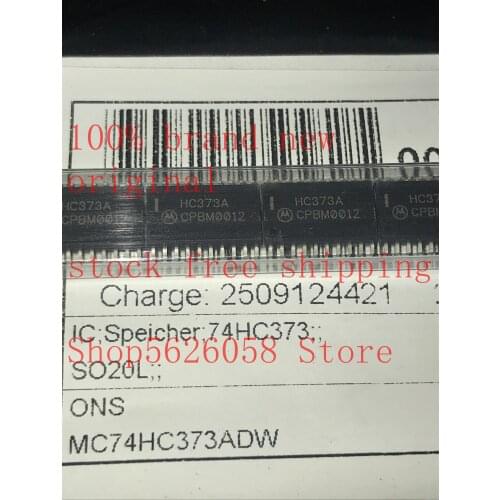 100% brand new
original
HC373A
CPBM0012
HC373A
CPBM0012
HC373A
CPBM0012
stock free shipping
Charge: 2509124421
IC;Speicher;74HC373;;
Shop5626058 Store
SO20L;;
ONS
MC74HC373ADW